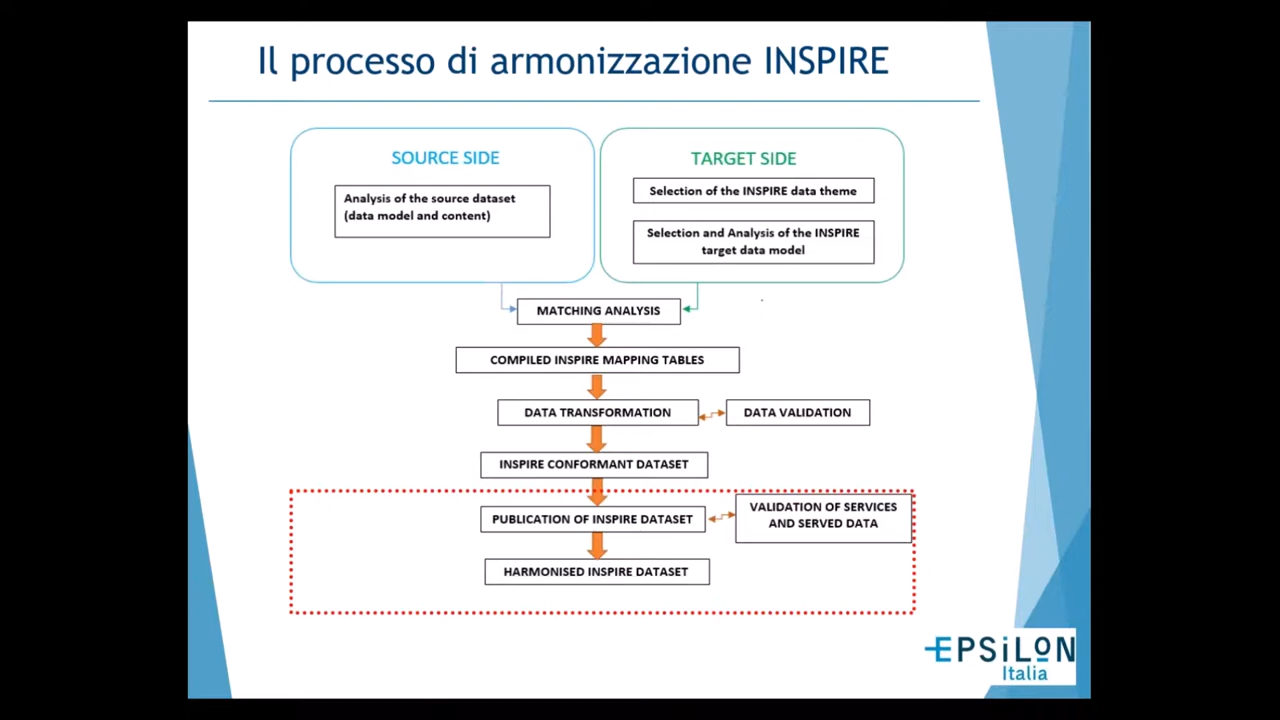 Il processo di armonizzazione INSPIRE
SOURCE SIDE
Analysis of the source dataset
(data model and content)
TARGET SIDE
Selection of the INSPIRE data theme
Selection and Analysis of the INSPIRE
target data model
MATCHING ANALYSIS
COMPILED INSPIRE MAPPING TABLES
DATA TRANSFORMATION
DATA VALIDATION
INSPIRE CONFORMANT DATASET
PUBLICATION OF INSPIRE DATASET
VALIDATION OF SERVICES
AND SERVED DATA
HARMONISED INSPIRE DATASET
EPSiLON
Italia